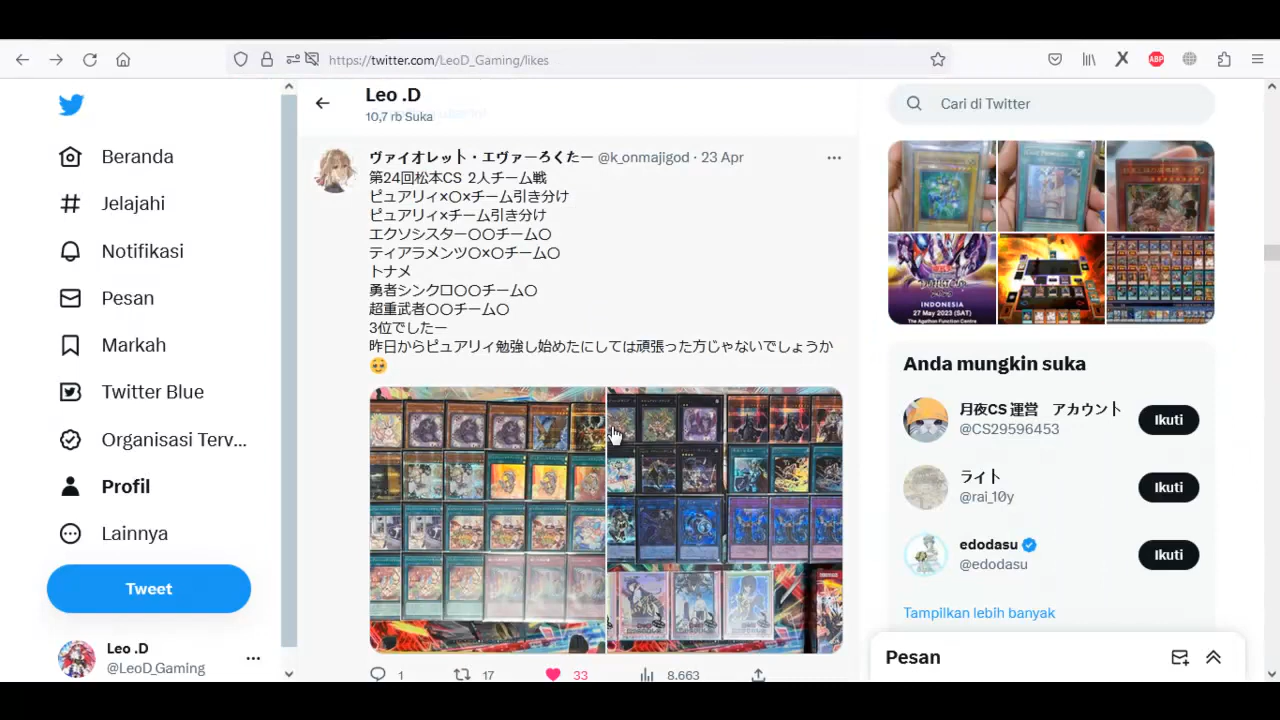 https://twitter.com/LeoD_Gaming/likes
Beranda
Jelajahi
Notifikasi
Pesan
Markah
Twitter Blue
Organisasi Terv...
Profil
Lainnya
Tweet
Leo .D
@LeoD_Gaming
Leo .D
10,7 rb Suka
ヴァイオレット・エヴァーろくたー @k_onmajigod · 23 Apr
第24回松本CS 2人チーム戦
ピュアリィ×〇×チーム引き分け
ピュアリィ×チーム引き分け
エクソシスター〇〇チーム〇
ティアラメンツ〇×〇チーム〇
トナメ
勇者シンクロ〇〇チーム〇
超重武者〇〇チーム〇
3位でしたー
昨日からピュアリィ勉強し始めたにしては頑張った方じゃないでしょうか
🥹
1
17
33
8.663
Cari di Twitter
INDONESIA
27 May 2023 (SAT)
The Agathon Function Centre
Anda mungkin suka
月夜CS 運営 アカウント
@CS29596453
Ikuti
ライト
@rai_10y
Ikuti
edodasu
@edodasu
Ikuti
Tampilkan lebih banyak
Pesan